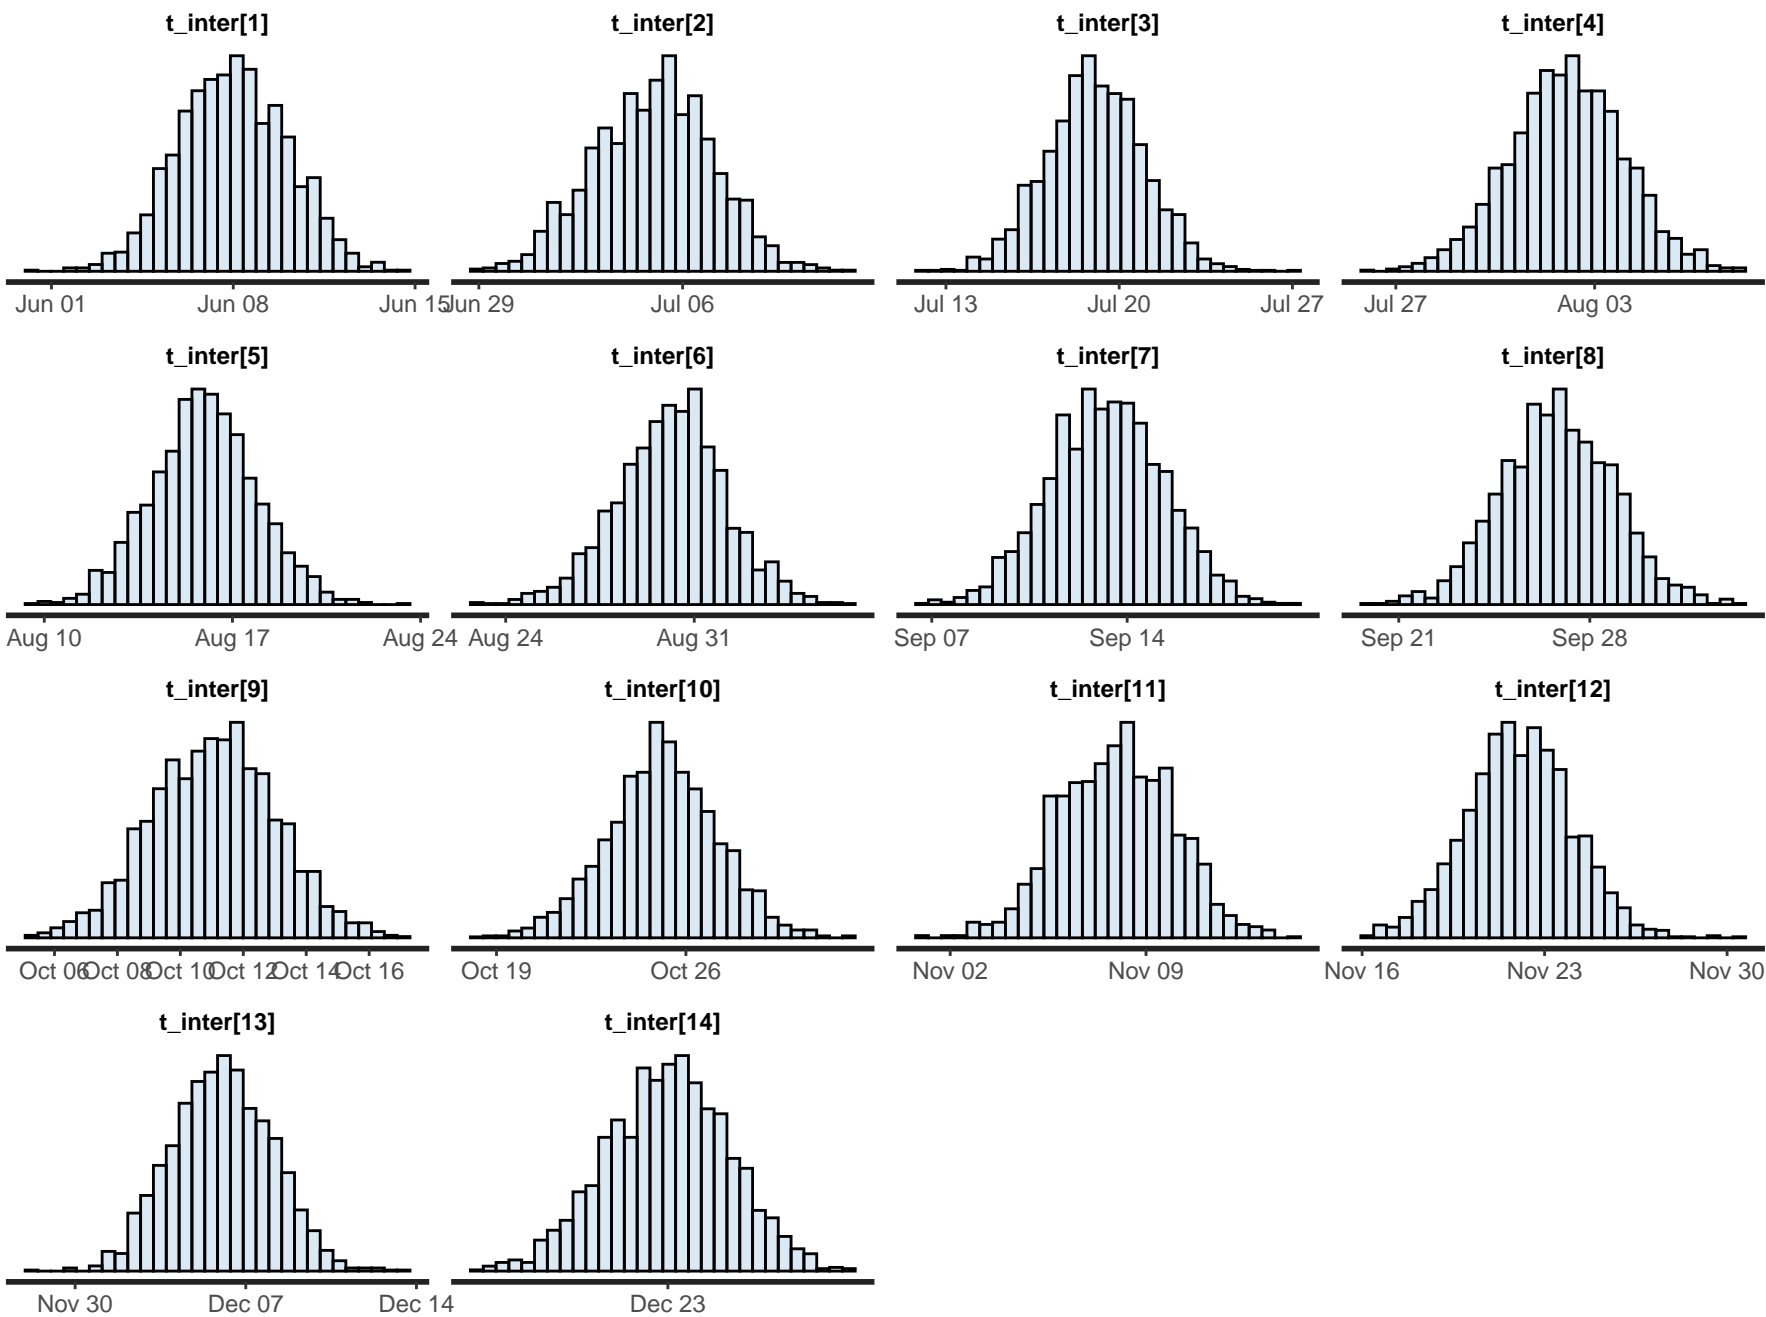 t_inter[1] t_inter[2] t_inter[3] t_inter[4]
Jun 01 Jun 08 Jun 15 Jun 29 Jul 06 Jul 13 Jul 20 Jul 27 Jul 27 Aug 03
t_inter[5] t_inter[6] t_inter[7] t_inter[8]
Aug 10 Aug 17 Aug 24 Aug 24 Aug 31 Sep 07 Sep 14 Sep 21 Sep 28
t_inter[9] t_inter[10] t_inter[11] t_inter[12]
Oct 06 Oct 08 Oct 10 Oct 12 Oct 14 Oct 16 Oct 19 Oct 26 Nov 02 Nov 09 Nov 16 Nov 23 Nov 30
t_inter[13] t_inter[14]
Nov 30 Dec 07 Dec 14 Dec 23